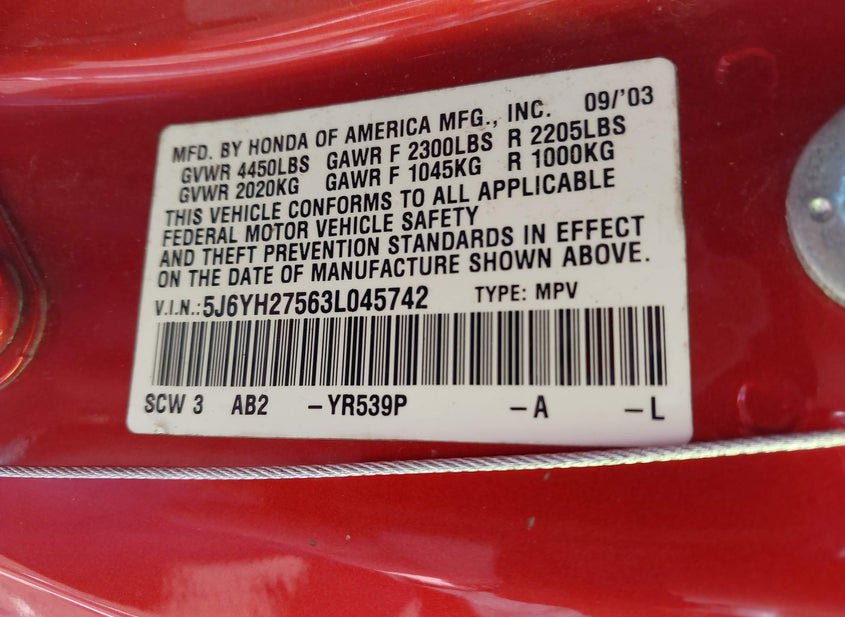 MFD. BY HONDA OF AMERICA MFG., INC. 09/'03
GVWR 4450LBS GAWR F 2300LBS R 2205LBS
GVWR 2020KG GAWR F 1045KG R 1000KG
THIS VEHICLE CONFORMS TO ALL APPLICABLE
FEDERAL MOTOR VEHICLE SAFETY
AND THEFT PREVENTION STANDARDS IN EFFECT
ON THE DATE OF MANUFACTURE SHOWN ABOVE.
V.I.N.: 5J6YH27563L045742 TYPE: MPV
SCW 3 AB2 -YR539P -A -L